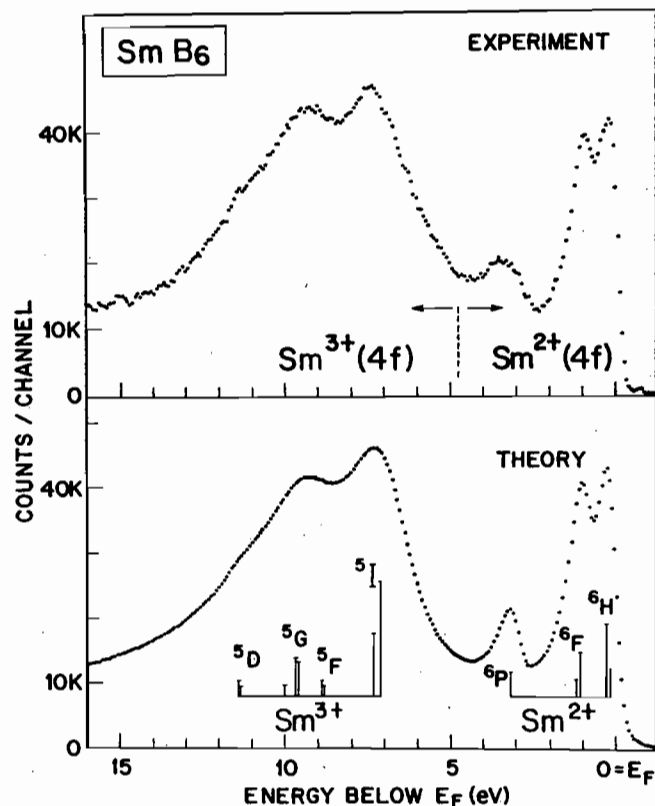 Sm B6
EXPERIMENT
40K
10K
0
Sm3+(4f)
Sm2+(4f)
COUNTS / CHANNEL
THEORY
40K
10K
0
5I
5D
5G
5F
6P
6F
6H
Sm3+
Sm2+
15
10
5
0=EF
ENERGY BELOW EF (eV)